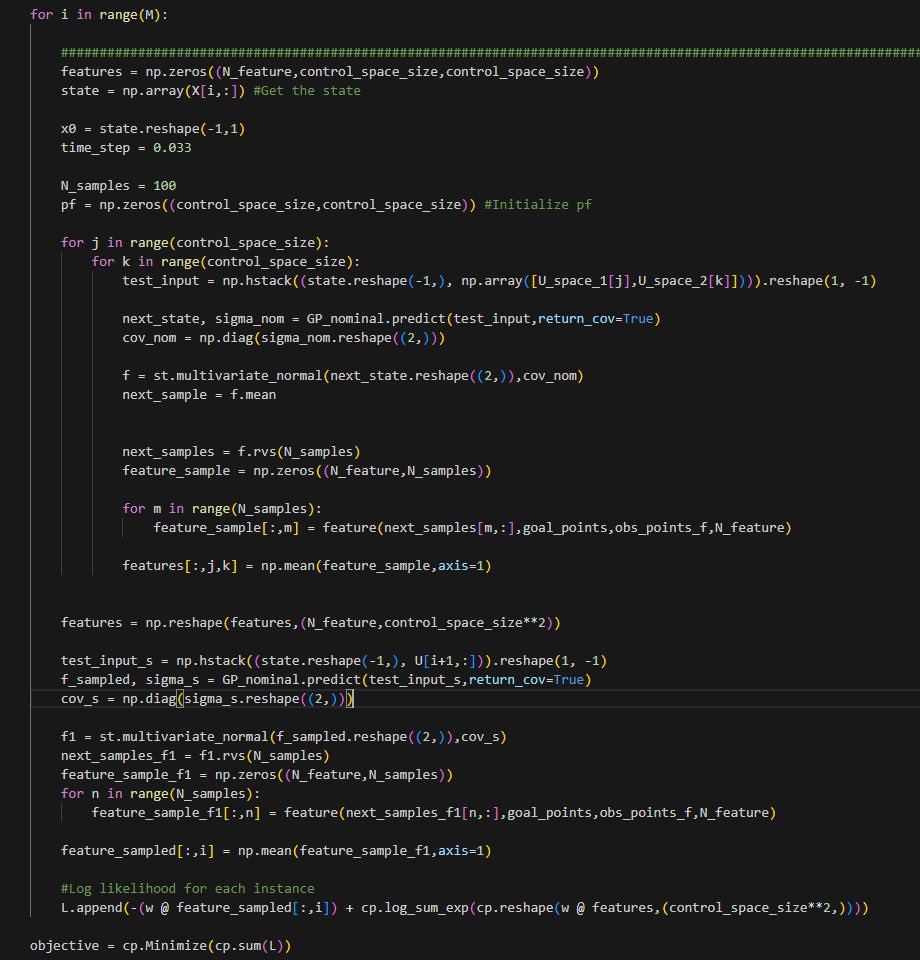 for i in range(M):
####################################################################################################################
features = np.zeros((N_feature,control_space_size,control_space_size))
state = np.array(X[i,:]) #Get the state
x0 = state.reshape(-1,1)
time_step = 0.033
N_samples = 100
pf = np.zeros((control_space_size,control_space_size)) #Initialize pf
for j in range(control_space_size):
for k in range(control_space_size):
test_input = np.hstack((state.reshape(-1,), np.array([U_space_1[j],U_space_2[k]]))).reshape(1, -1)
next_state, sigma_nom = GP_nominal.predict(test_input,return_cov=True)
cov_nom = np.diag(sigma_nom.reshape((2,)))
f = st.multivariate_normal(next_state.reshape((2,)),cov_nom)
next_sample = f.mean
next_samples = f.rvs(N_samples)
feature_sample = np.zeros((N_feature,N_samples))
for m in range(N_samples):
feature_sample[:,m] = feature(next_samples[m,:],goal_points,obs_points_f,N_feature)
features[:,j,k] = np.mean(feature_sample,axis=1)
features = np.reshape(features,(N_feature,control_space_size**2))
test_input_s = np.hstack((state.reshape(-1,), U[i+1,:])).reshape(1, -1)
f_sampled, sigma_s = GP_nominal.predict(test_input_s,return_cov=True)
cov_s = np.diag(sigma_s.reshape((2,)))
f1 = st.multivariate_normal(f_sampled.reshape((2,)),cov_s)
next_samples_f1 = f1.rvs(N_samples)
feature_sample_f1 = np.zeros((N_feature,N_samples))
for n in range(N_samples):
feature_sample_f1[:,n] = feature(next_samples_f1[n,:],goal_points,obs_points_f,N_feature)
feature_sampled[:,i] = np.mean(feature_sample_f1,axis=1)
#Log likelihood for each instance
L.append(-(w @ feature_sampled[:,i]) + cp.log_sum_exp(cp.reshape(w @ features,(control_space_size**2,))))
objective = cp.Minimize(cp.sum(L))